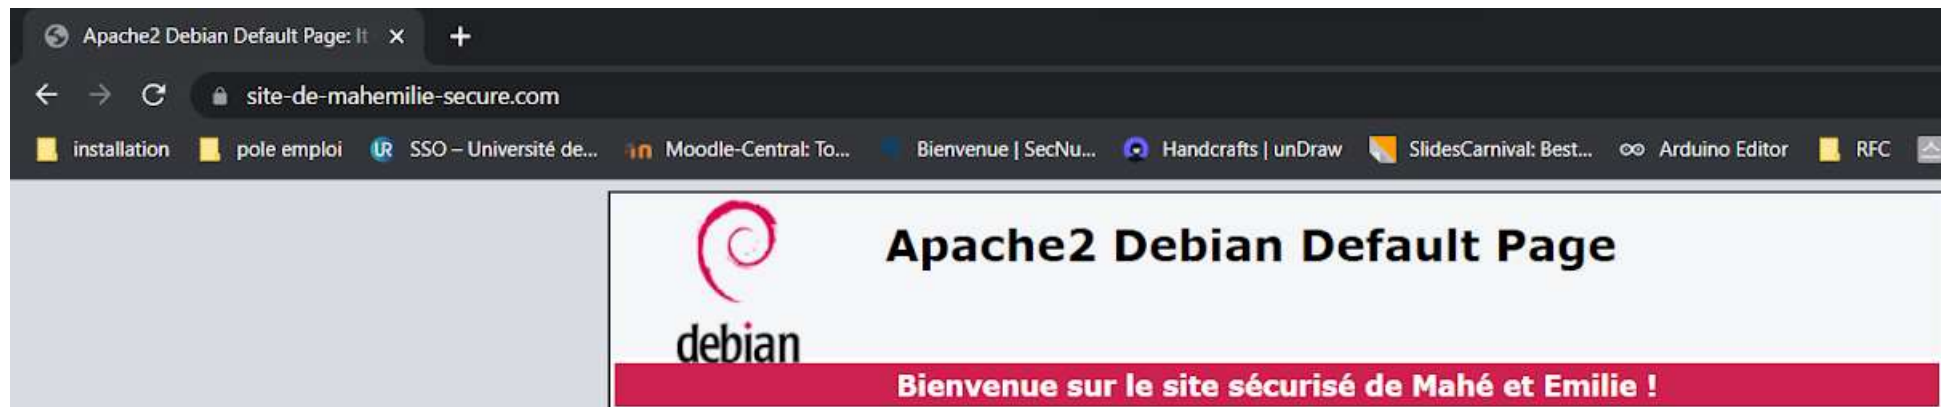 Apache2 Debian Default Page: It
site-de-mahemilie-secure.com
installation pole emploi SSO – Université de... Moodle-Central: To... Bienvenue | SecNu... Handcrafts | unDraw SlidesCarnival: Best... Arduino Editor RFC
Apache2 Debian Default Page
debian
Bienvenue sur le site sécurisé de Mahé et Emilie !